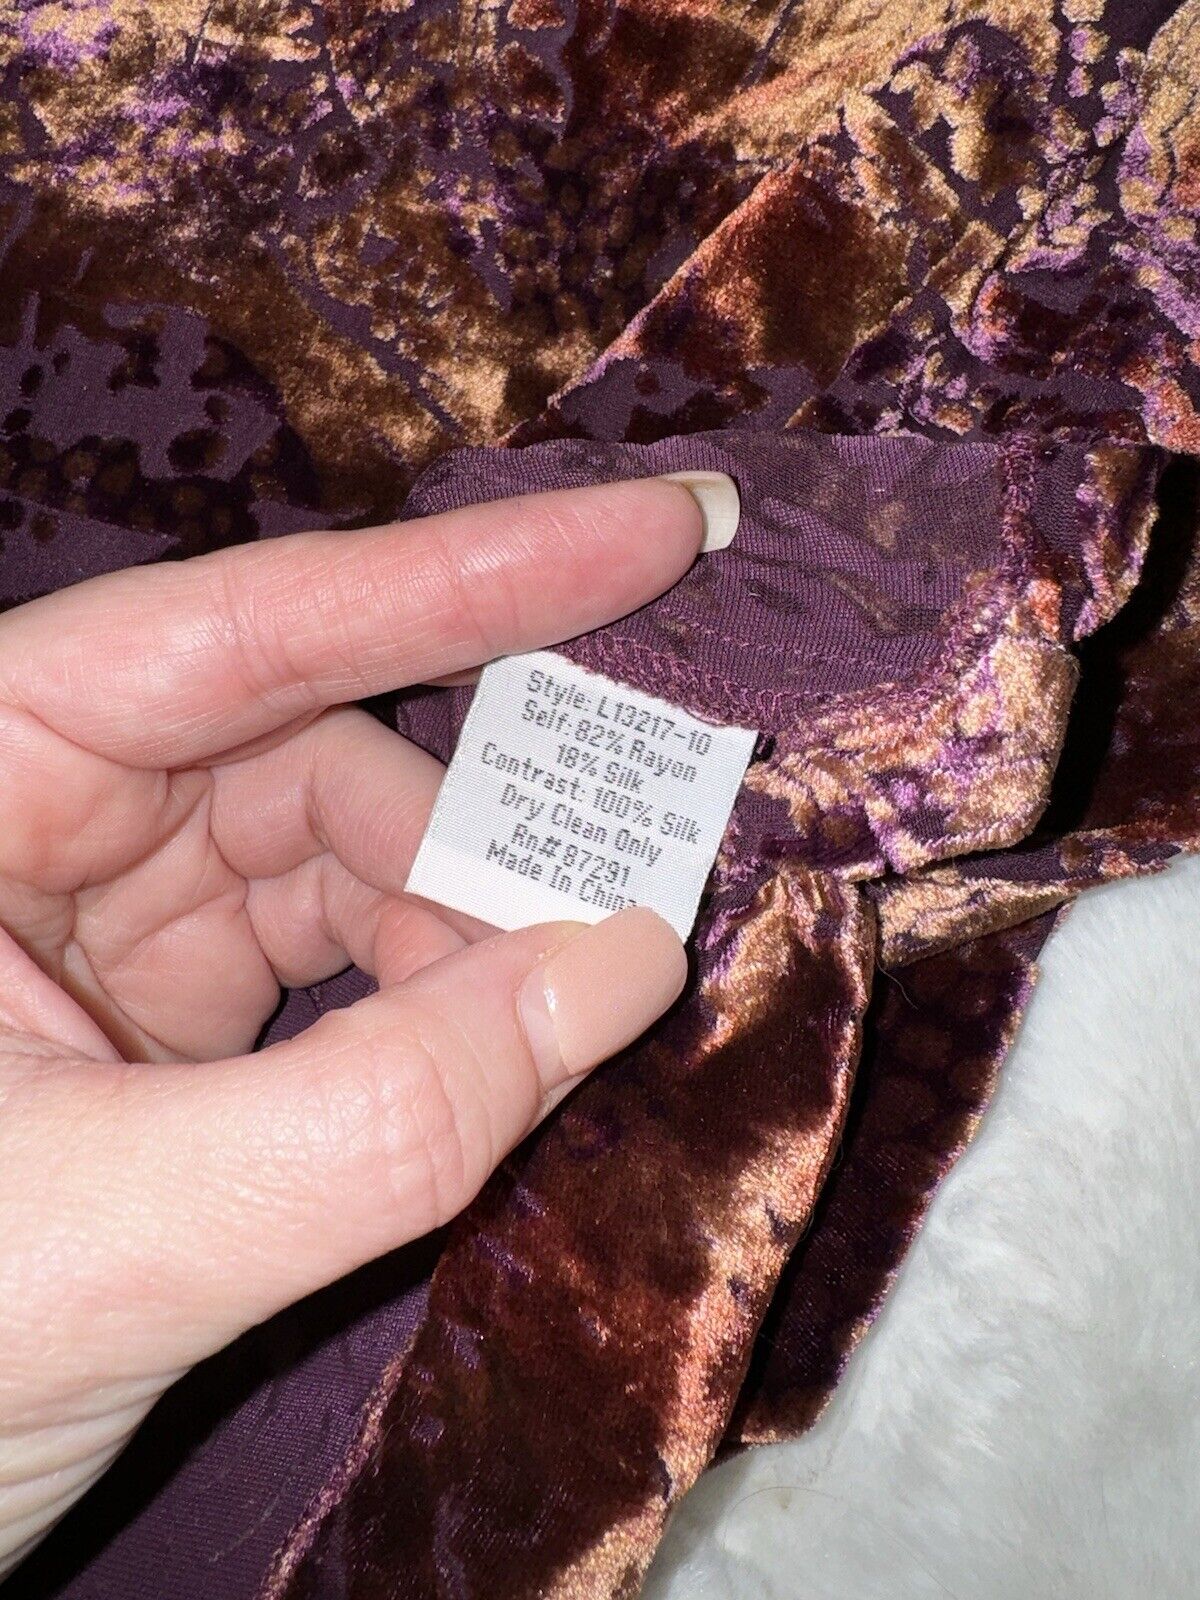 Style: L13217-10
Self: 82% Rayon
18% Silk
Contrast: 100% Silk
Dry Clean Only
Rn# 87291
Made In China